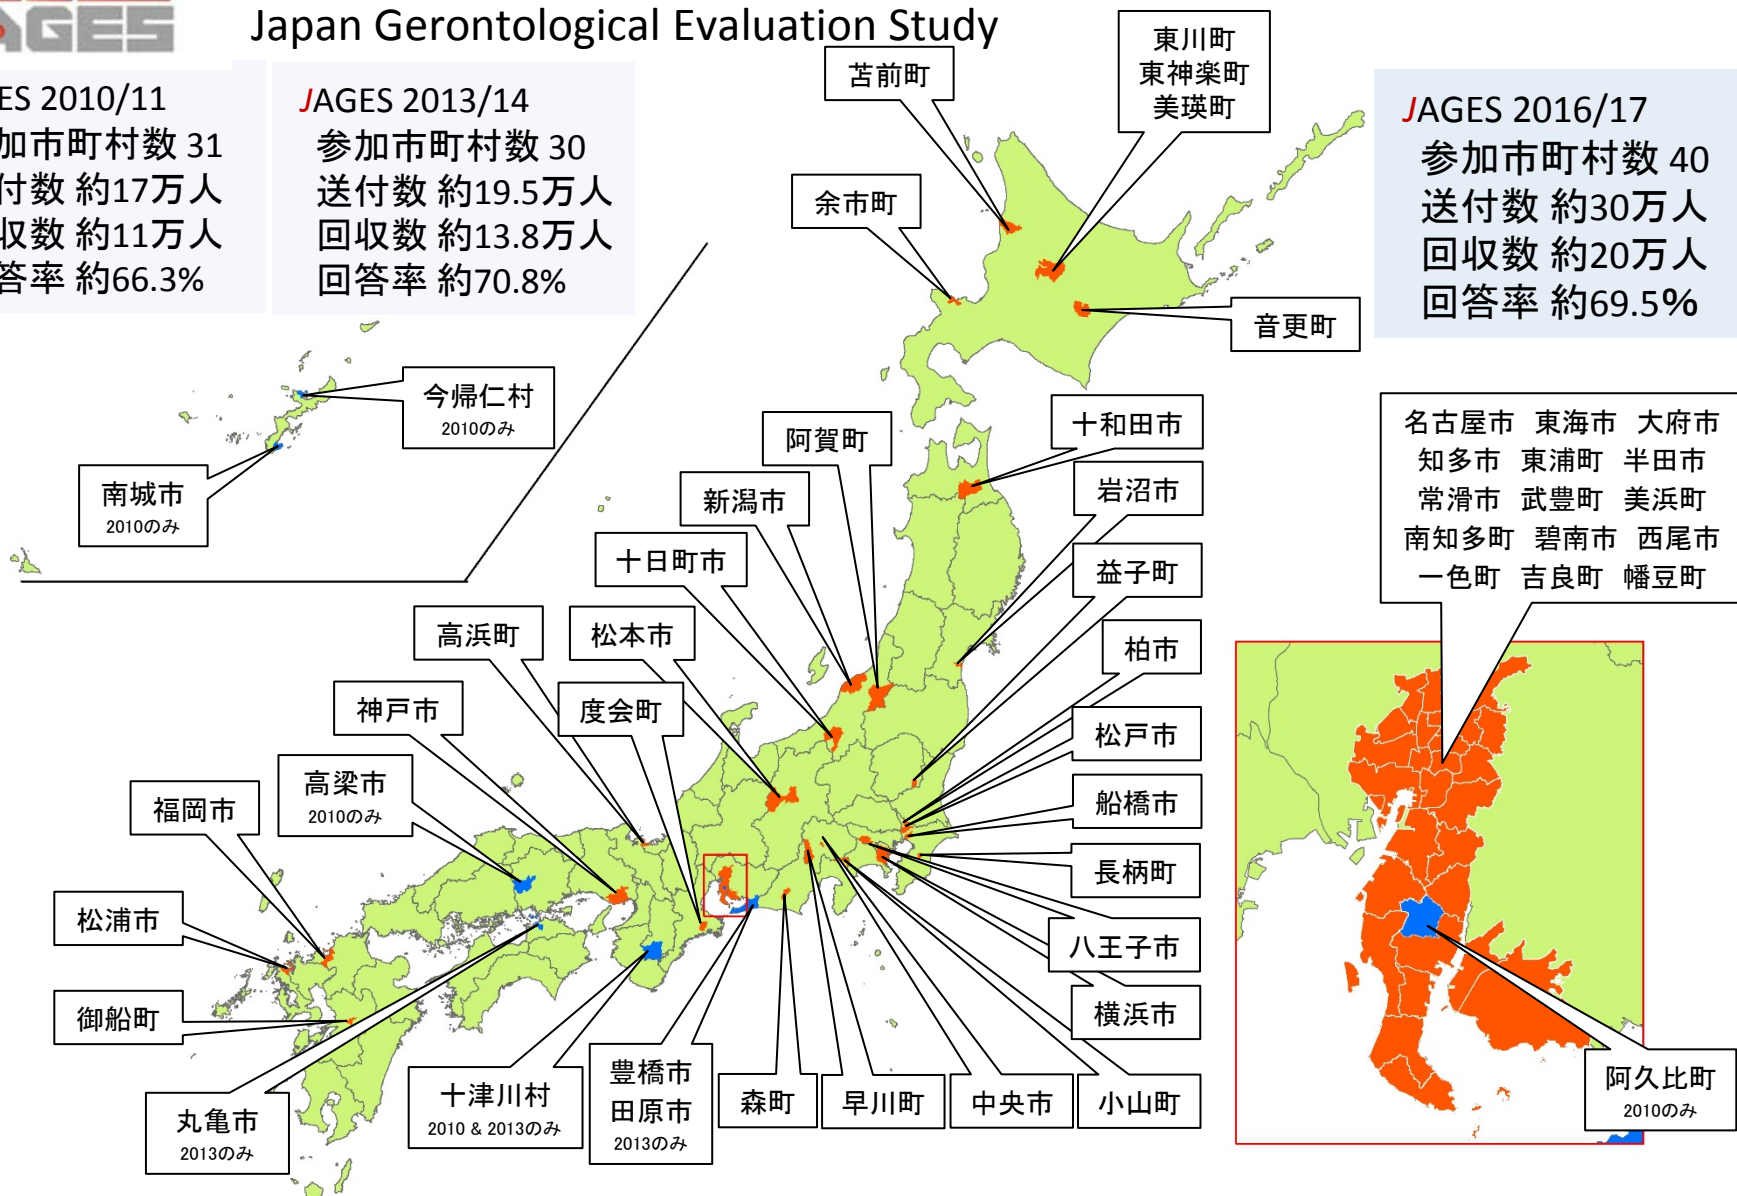 AGES
Japan Gerontological Evaluation Study
ES 2010/11
加市町村数 31
付数 約17万人
収数 約11万人
答率 約66.3%
JAGES 2013/14
参加市町村数 30
送付数 約19.5万人
回収数 約13.8万人
回答率 約70.8%
JAGES 2016/17
参加市町村数 40
送付数 約30万人
回収数 約20万人
回答率 約69.5%
苫前町
東川町
東神楽町
美瑛町
余市町
音更町
今帰仁村
2010のみ
南城市
2010のみ
阿賀町
十和田市
新潟市
岩沼市
十日町市
益子町
高浜町
松本市
柏市
神戸市
度会町
松戸市
高梁市
2010のみ
福岡市
船橋市
長柄町
松浦市
八王子市
御船町
横浜市
丸亀市
2013のみ
十津川村
2010 & 2013のみ
豊橋市
田原市
2013のみ
森町
早川町
中央市
小山町
名古屋市 東海市 大府市
知多市 東浦町 半田市
常滑市 武豊町 美浜町
南知多町 碧南市 西尾市
一色町 吉良町 幡豆町
阿久比町
2010のみ